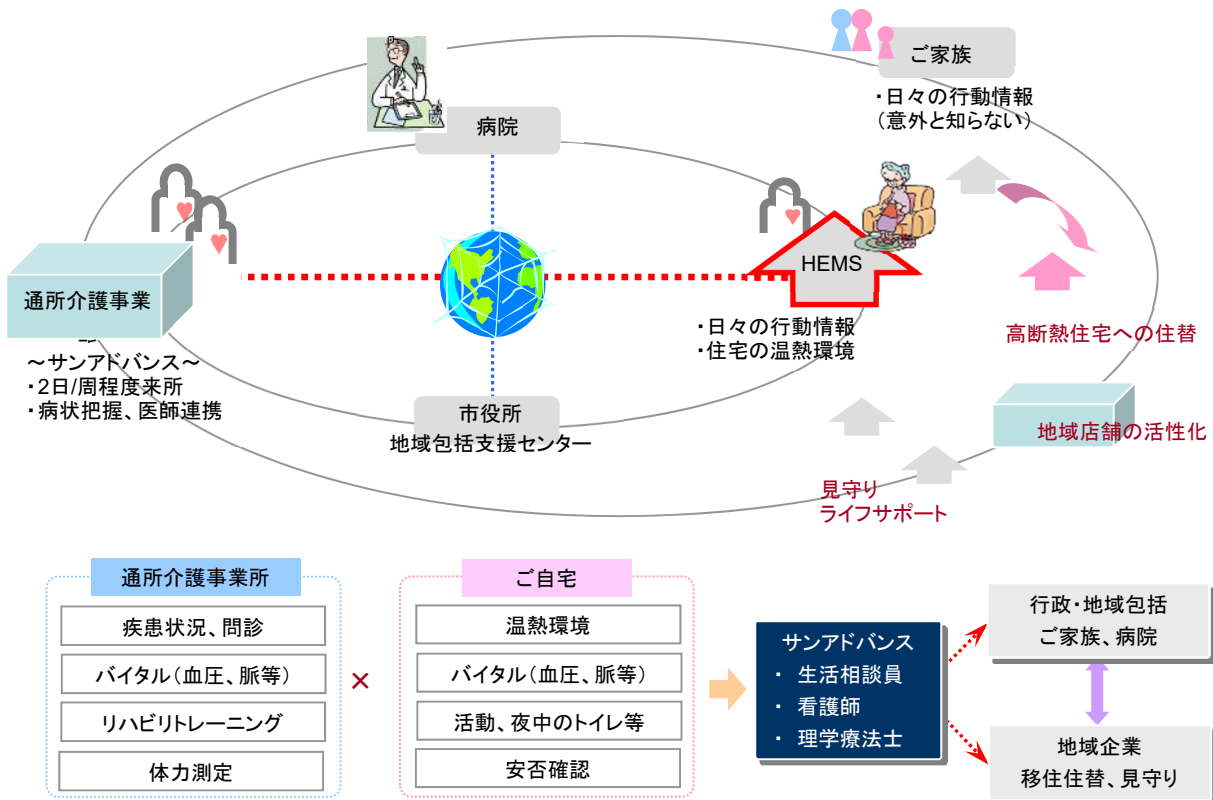 ご家族
・日々の行動情報
（意外と知らない）
病院
HEMS
通所介護事業
～サンアドバンス～
・2日/周程度来所
・病状把握、医師連携
・日々の行動情報
・住宅の温熱環境
高断熱住宅への住替
市役所
地域包括支援センター
地域店舗の活性化
見守り
ライフサポート
通所介護事業所
疾患状況、問診
バイタル（血圧、脈等）
リハビリトレーニング
体力測定
×
ご自宅
温熱環境
バイタル（血圧、脈等）
活動、夜中のトイレ等
安否確認
サンアドバンス
・ 生活相談員
・ 看護師
・ 理学療法士
行政・地域包括
ご家族、病院
地域企業
移住住替、見守り